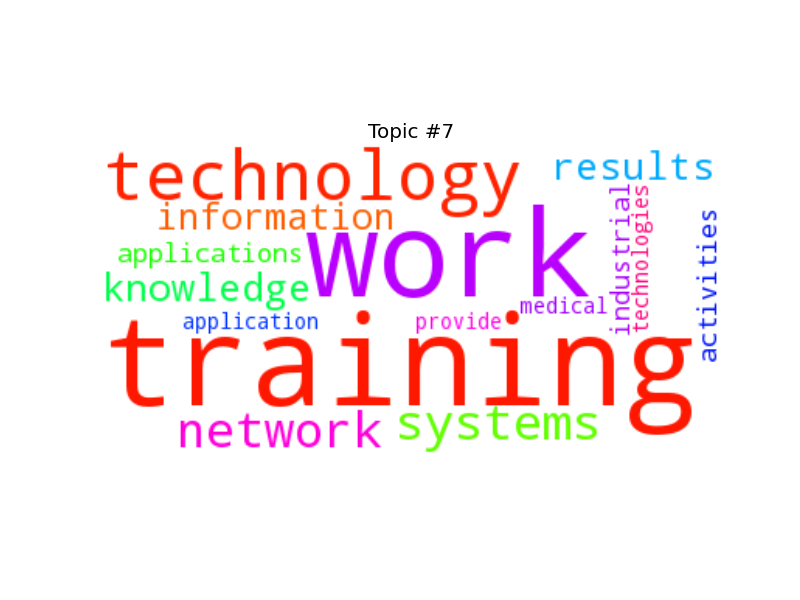 Topic #7
technology
results
information
work
industrial
technologies
activities
applications
knowledge
medical
application
provide
training
network
systems